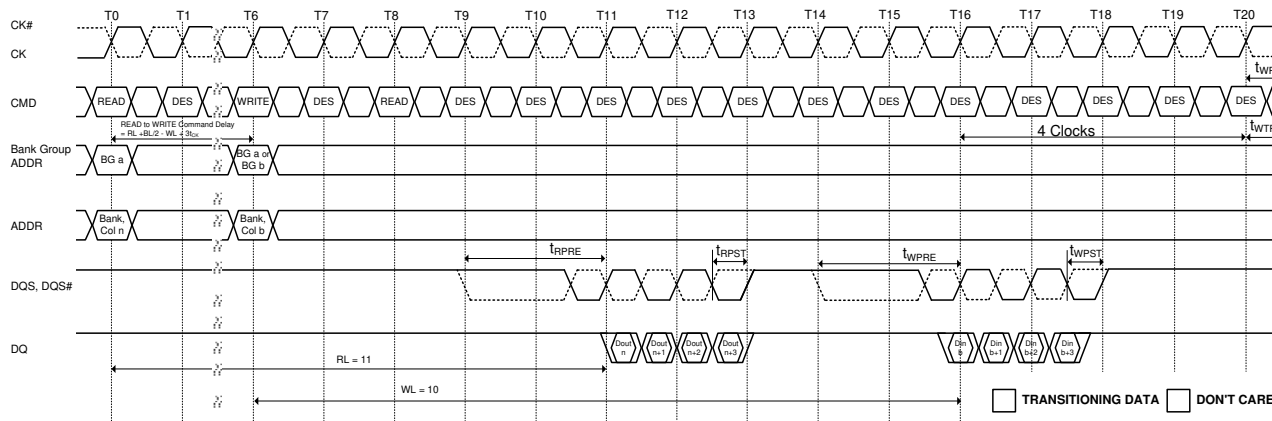 T0 T1 T6 T7 T8 T9 T10 T11 T12 T13 T14 T15 T16 T17 T18 T19 T20
CK#
CK
tWP
CMD READ DES WRITE DES READ DES DES DES DES DES DES DES DES DES DES DES DES
READ to WRITE Command Delay
= RL +BL/2 - WL + 3tCK
4 Clocks
tWTR
Bank Group
ADDR
BG a
BG a or
BG b
ADDR
Bank,
Col n
Bank,
Col b
tRPRE tRPST tWPRE tWPST
DQS, DQS#
DQ
Dout
n
Dout
n+1
Dout
n+2
Dout
n+3
Din
b
Din
b+1
Din
b+2
Din
b+3
RL = 11
WL = 10
TRANSITIONING DATA DON'T CARE